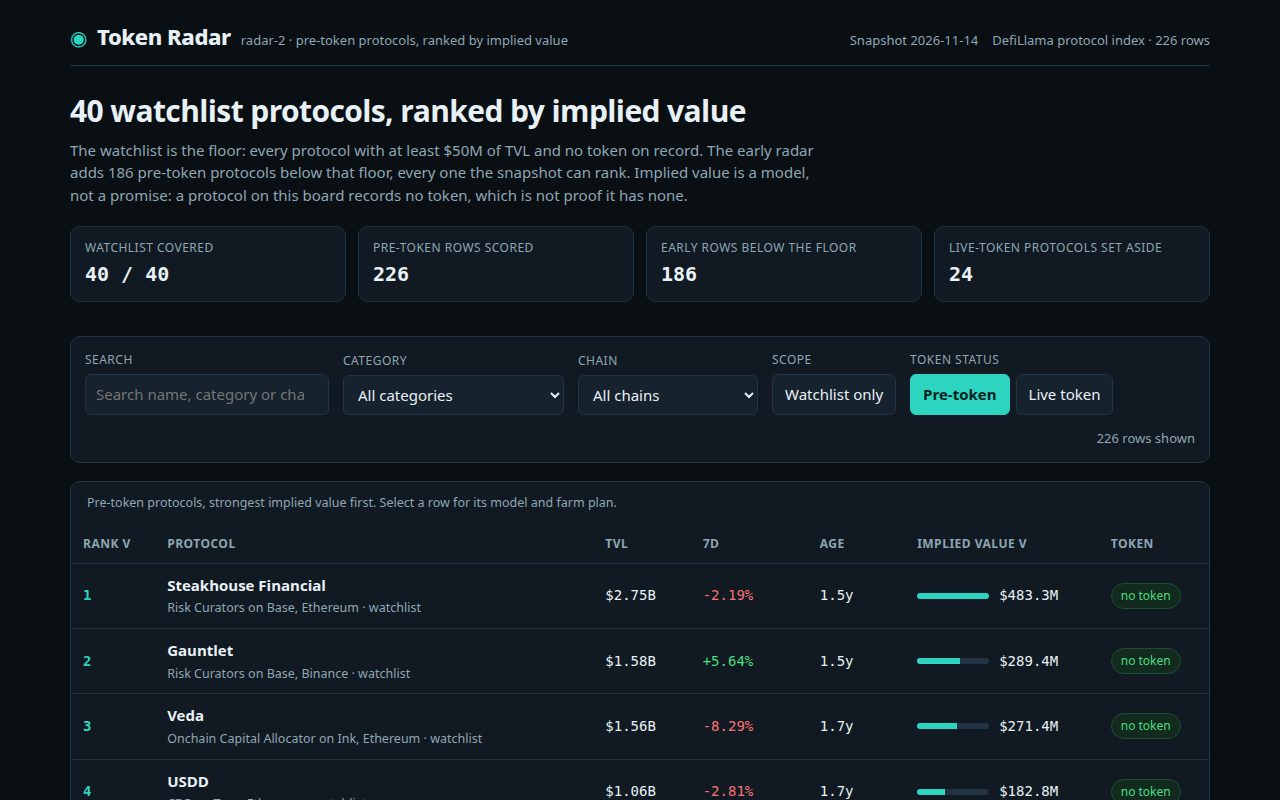 Token Radar radar-2 · pre-token protocols, ranked by implied value Snapshot 2026-11-14 DefiLlama protocol index · 226 rows
40 watchlist protocols, ranked by implied value
The watchlist is the floor: every protocol with at least $50M of TVL and no token on record. The early radar
adds 186 pre-token protocols below that floor, every one the snapshot can rank. Implied value is a model,
not a promise: a protocol on this board records no token, which is not proof it has none.
WATCHLIST COVERED PRE-TOKEN ROWS SCORED EARLY ROWS BELOW THE FLOOR LIVE-TOKEN PROTOCOLS SET ASIDE
40 / 40 226 186 24
SEARCH CATEGORY CHAIN SCOPE TOKEN STATUS
Search name, category or cha All categories All chains Watchlist only Pre-token Live token
226 rows shown
Pre-token protocols, strongest implied value first. Select a row for its model and farm plan.
RANK V PROTOCOL TVL 7D AGE IMPLIED VALUE V TOKEN
1 Steakhouse Financial $2.75B -2.19% 1.5y $483.3M no token
Risk Curators on Base, Ethereum · watchlist
2 Gauntlet $1.58B +5.64% 1.5y $289.4M no token
Risk Curators on Base, Binance · watchlist
3 Veda $1.56B -8.29% 1.7y $271.4M no token
Onchain Capital Allocator on Ink, Ethereum · watchlist
4 USDD $1.06B -2.81% 1.7y $182.8M no token